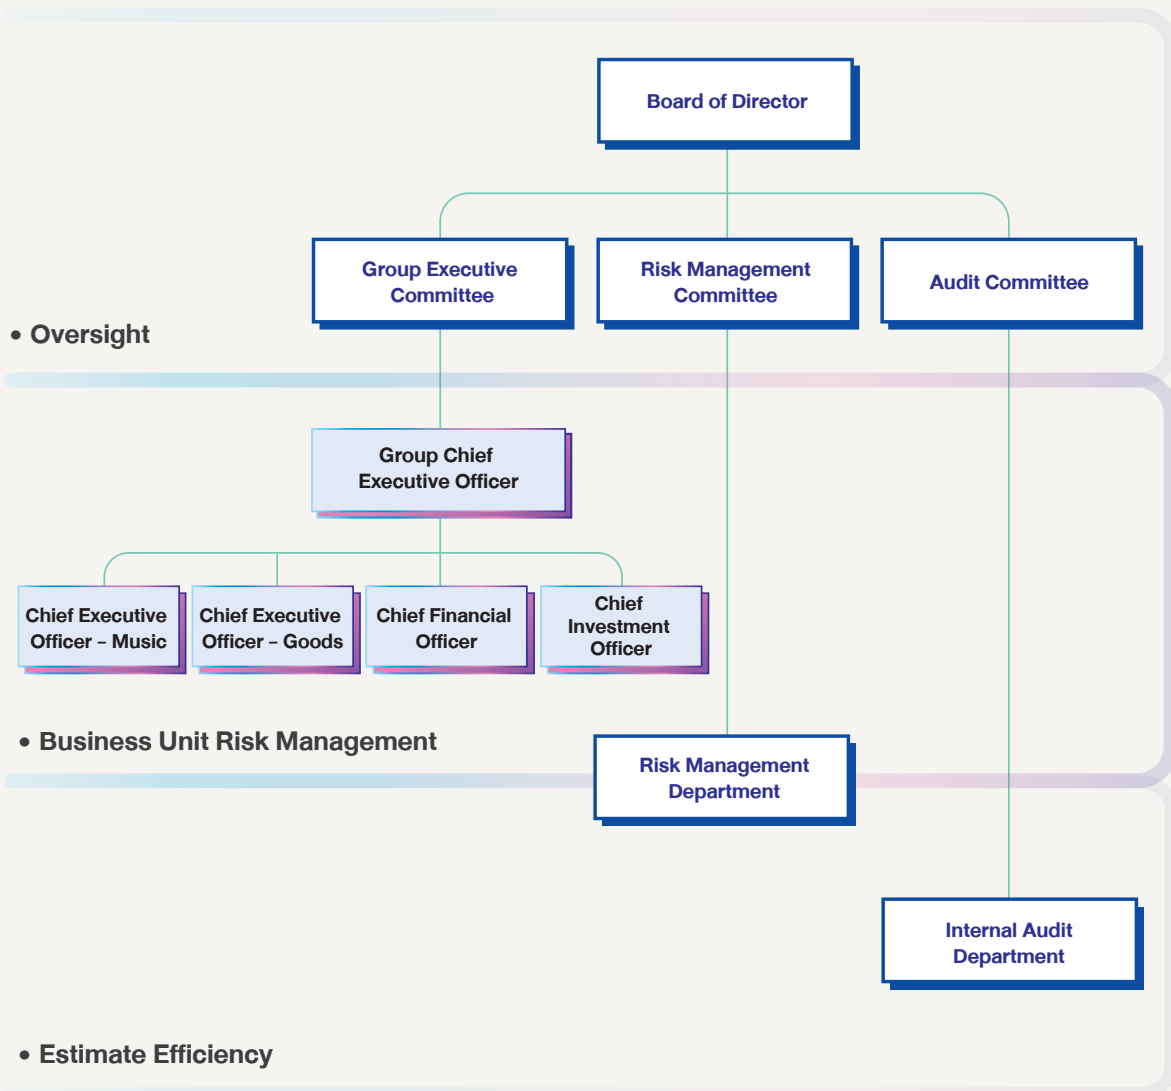 Board of Director
Group Executive
Committee
Risk Management
Committee
Audit Committee
• Oversight
Group Chief
Executive Officer
Chief Executive
Officer – Music
Chief Executive
Officer – Goods
Chief Financial
Officer
Chief
Investment
Officer
• Business Unit Risk Management
Risk Management
Department
Internal Audit
Department
• Estimate Efficiency